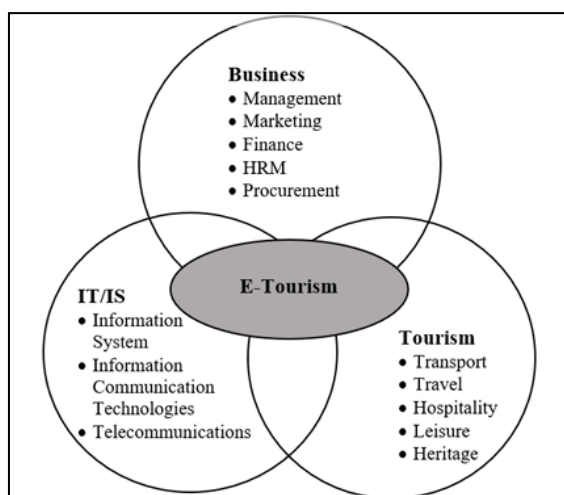 Business
• Management
• Marketing
• Finance
• HRM
• Procurement
E-Tourism
IT/IS
• Information
System
• Information
Communication
Technologies
• Telecommunications
Tourism
• Transport
• Travel
• Hospitality
• Leisure
• Heritage